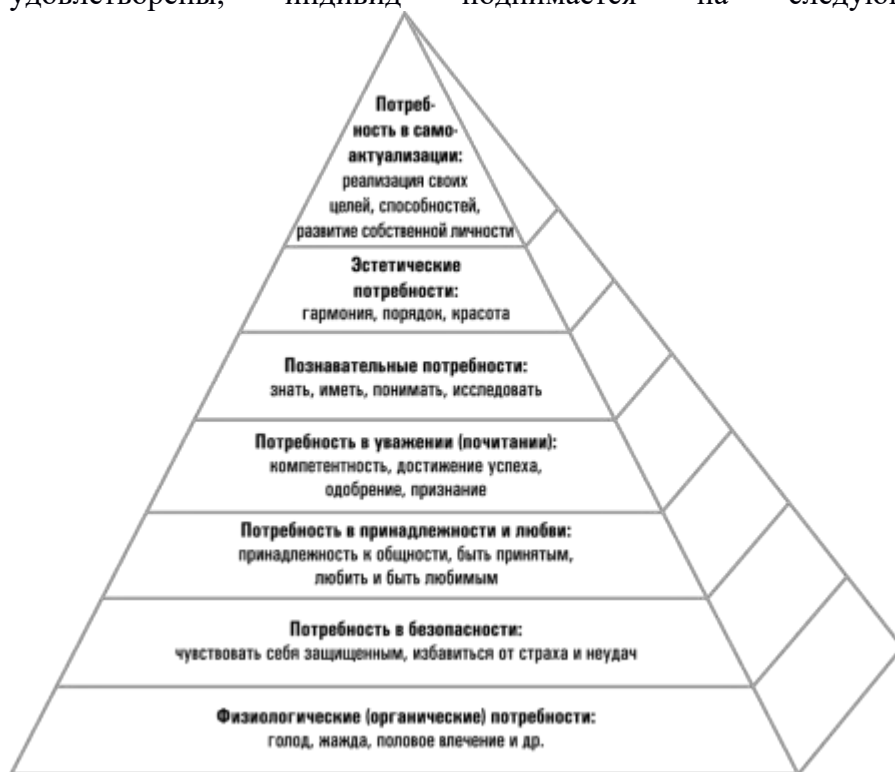 удовлетворены, индивид поднимается на следую
Потреб-
ность в само-
актуализации:
реализация своих
целей, способностей,
развитие собственной личности
Эстетические
потребности:
гармония, порядок, красота
Познавательные потребности:
знать, иметь, понимать, исследовать
Потребность в уважении (почитании):
компетентность, достижение успеха,
одобрение, признание
Потребность в принадлежности и любви:
принадлежность к общности, быть принятым,
любить и быть любимым
Потребность в безопасности:
чувствовать себя защищенным, избавиться от страха и неудач
Физиологические (органические) потребности:
голод, жажда, половое влечение и др.